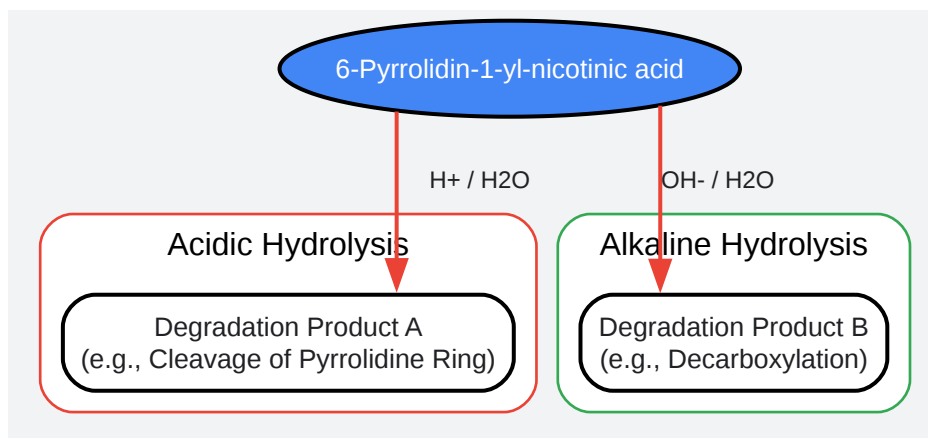 6-Pyrrolidin-1-yl-nicotinic acid
H+ / H2O
OH- / H2O
Acidic Hydrolysis
Alkaline Hydrolysis
Degradation Product A
(e.g., Cleavage of Pyrrolidine Ring)
Degradation Product B
(e.g., Decarboxylation)